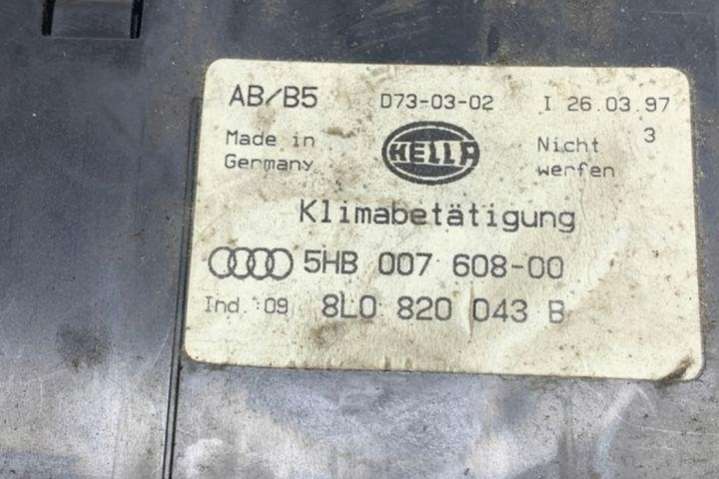 AB/B5 D73-03-02 I 26.03.97
3
Made in HELLA Nicht
Germany werfen
Klimabetätigung
5HB 007 608-00
Ind.:09 8L0 820 043 B